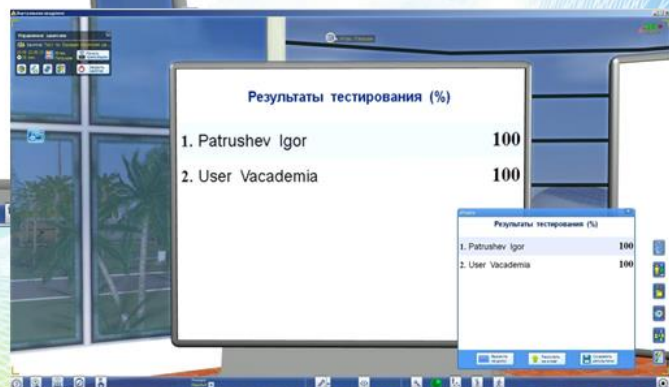 Результаты тестирования (%)
1. Patrushev Igor 100
2. User Vacademia 100
Результаты тестирования (%)
1. Patrushev Igor 100
2. User Vacademia 100